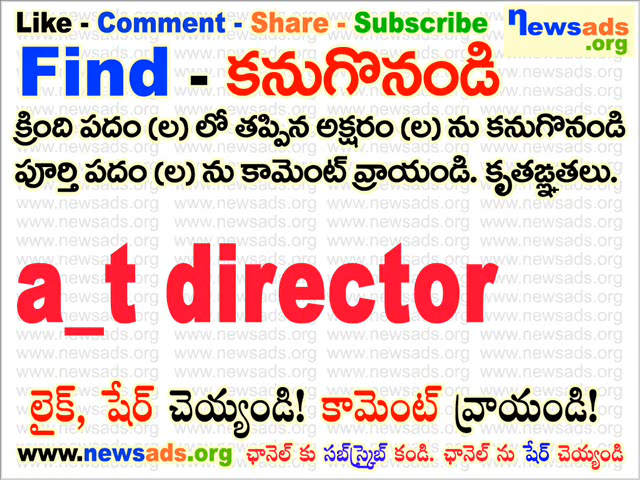 Like - Comment - Share - Subscribe
newsads
.org
Find - కనుగొనండి
క్రింది పదం (ల) లో తప్పిన అక్షరం (ల) ను కనుగొనండి
పూర్తి పదం (ల) ను కామెంట్ వ్రాయండి. కృతజ్ఞతలు.
a_t director
లైక్, షేర్ చెయ్యండి! కామెంట్ వ్రాయండి!
www.newsads.org ఛానెల్ కు సబ్‌స్క్రైబ్ కండి. ఛానెల్ ను షేర్ చెయ్యండి